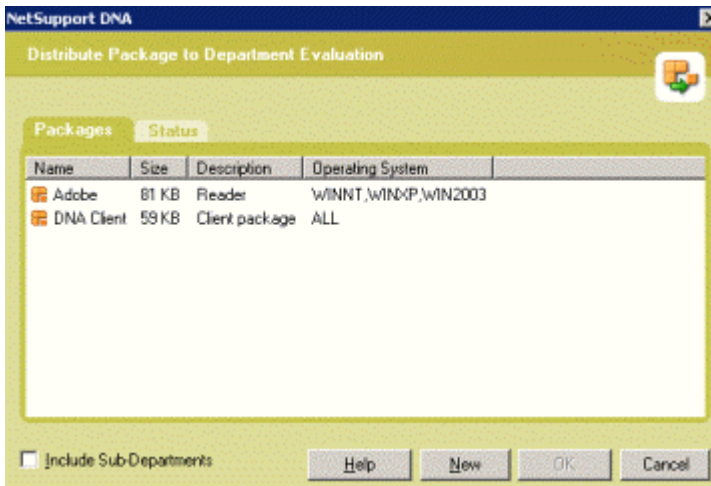 NetSupport DNA
Distribute Package to Department Evaluation
Packages Status
Name Size Description Operating System
Adobe 81 KB Reader WINNT,WINXP,WIN2003
DNA Client 59 KB Client package ALL
Include Sub-Departments Help New OK Cancel